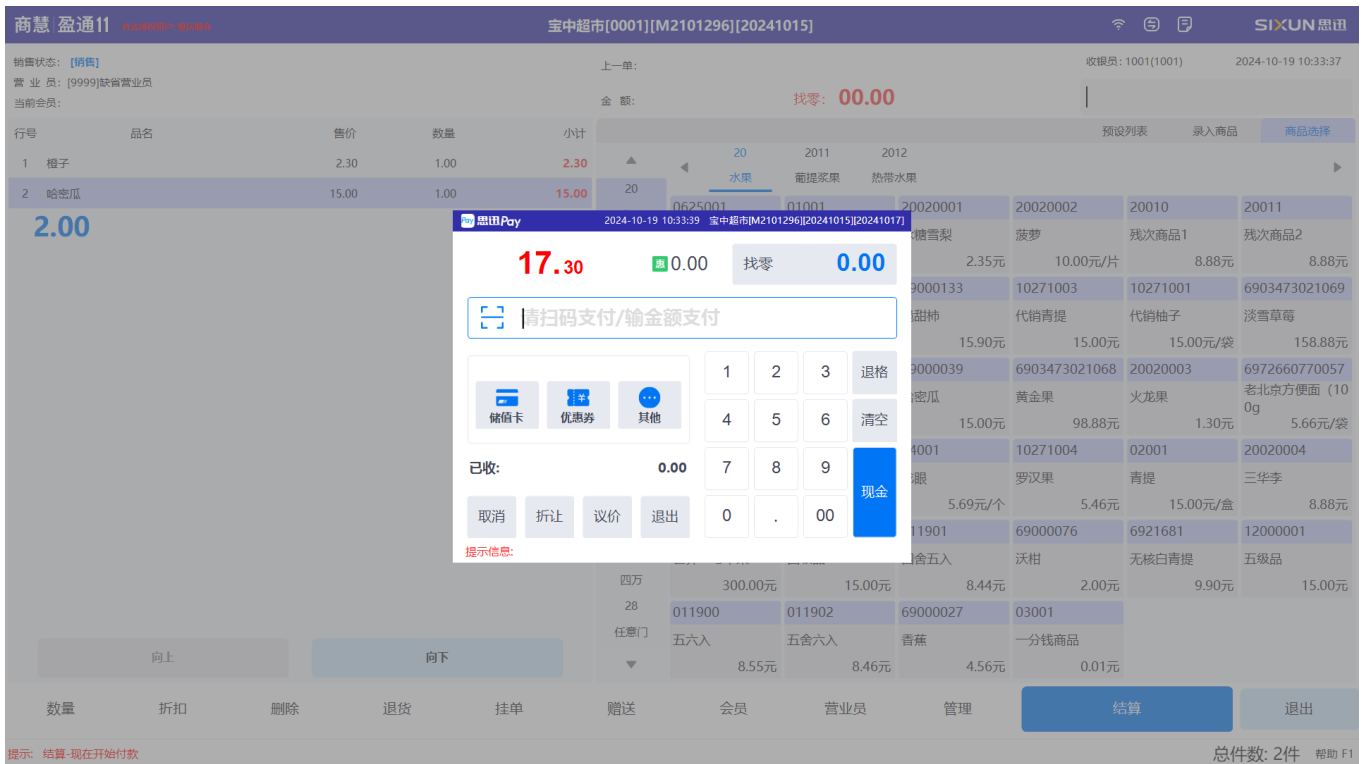 商慧 盈通11
宝中超市[0001][M2101296][20241015]
SIXUN思迅
销售状态: [销售]
营 业 员: [9999]缺省营业员
当前会员:
上一单:
金 额:
找零: 00.00
收银员: 1001(1001) 2024-10-19 10:33:37
行号 品名 售价 数量 小计
1 橙子 2.30 1.00 2.30
2 哈密瓜 15.00 1.00 15.00
2.00
向上 向下
预设列表 录入商品 商品选择
20 2011 2012
水果 葡提浆果 热带水果
20
0625001 01001 20020001 20020002 20010 20011
糖雪梨 菠萝 残次商品1 残次商品2
2.35元 10.00元/片 8.88元 8.88元
9000133 10271003 10271001 6903473021069
甜柿 代销青提 代销柚子 淡雪草莓
15.90元 15.00元 15.00元/袋 158.88元
9000039 6903473021068 20020003 6972660770057
密瓜 黄金果 火龙果 老北京方便面（10
0g
15.00元 98.88元 1.30元 5.66元/袋
4001 10271004 02001 20020004
眼 罗汉果 青提 三华李
5.69元/个 5.46元 15.00元/盒 8.88元
11901 69000076 6921681 12000001
舍五入 沃柑 无核白青提 五级品
300.00元 15.00元 8.44元 2.00元 9.90元 15.00元
四万
28
任意门
011900 011902 69000027 03001
五六入 五舍六入 香蕉 一分钱商品
8.55元 8.46元 4.56元 0.01元
Pay 思迅Pay 2024-10-19 10:33:39 宝中超市[M2101296][20241015][20241017]
17.30 惠 0.00 找零 0.00
请扫码支付/输金额支付
储值卡 优惠券 其他
1 2 3 退格
4 5 6 清空
已收: 0.00
7 8 9 现金
取消 折让 议价 退出
0 . 00
提示信息:
数量 折扣 删除 退货 挂单 赠送 会员 营业员 管理 结算 退出
提示: 结算-现在开始付款
总件数: 2件 帮助 F1